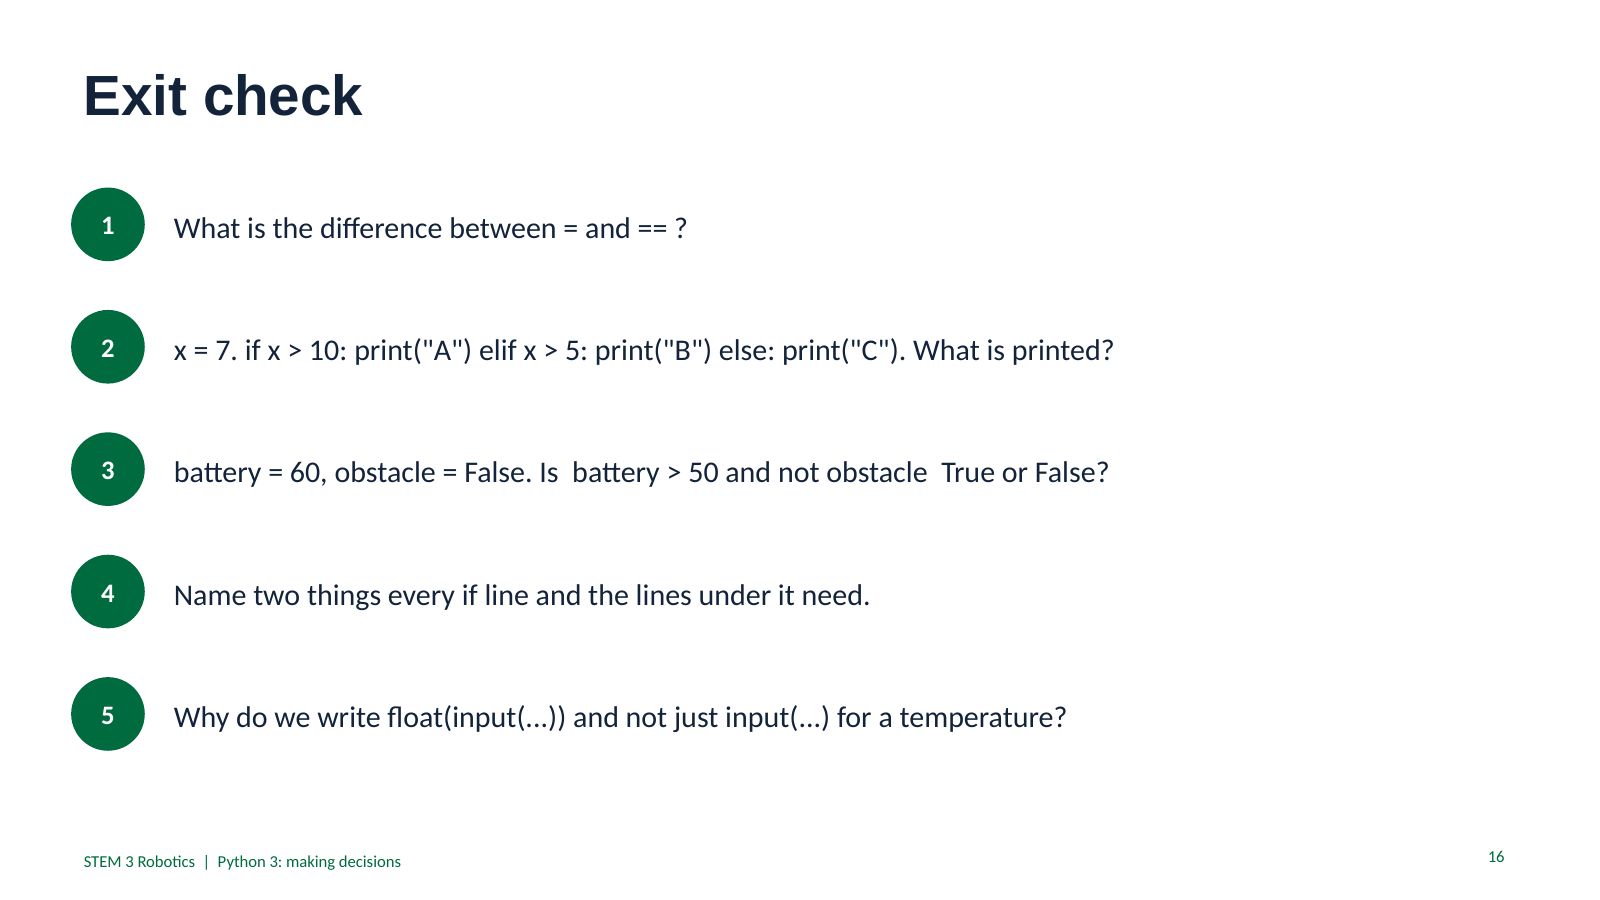 Exit check
1
What is the difference between = and == ?
2
x = 7. if x > 10: print("A") elif x > 5: print("B") else: print("C"). What is printed?
3
battery = 60, obstacle = False. Is  battery > 50 and not obstacle  True or False?
4
Name two things every if line and the lines under it need.
5
Why do we write float(input(...)) and not just input(...) for a temperature?
STEM 3 Robotics  |  Python 3: making decisions
16